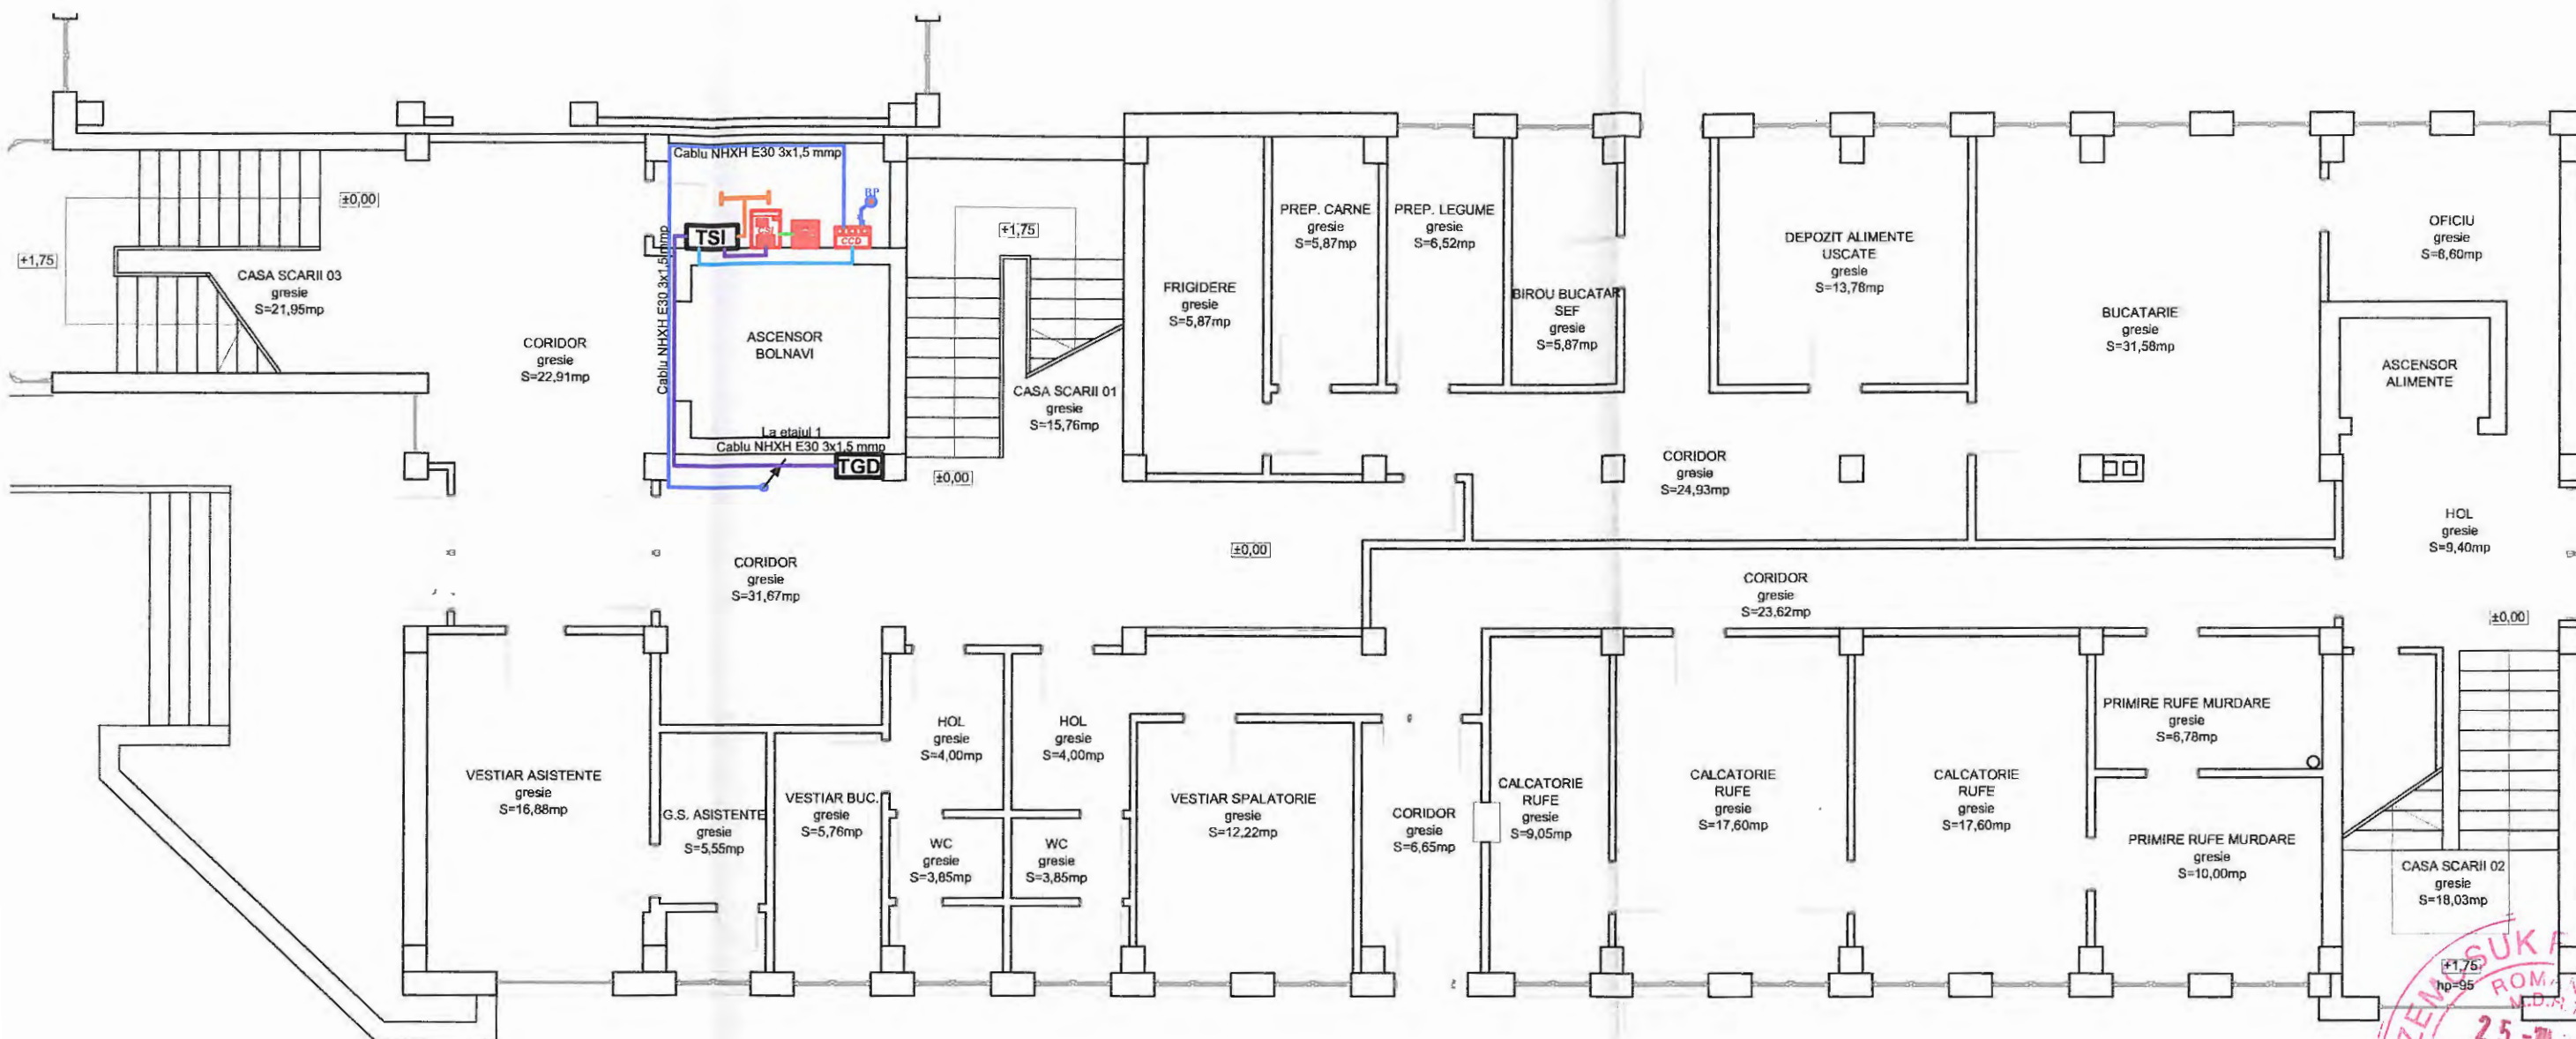 Cablu NHXH E30 3x1,5 mmp
BP
±0,00
TSI
CSI
CCD
+1,75
+1,75
CASA SCARII 03
gresie
S=21,95mp
Cablu NHXH E30 3x1,5mmp
CORIDOR
gresie
S=22,91mp
ASCENSOR
BOLNAVI
La etajul 1
Cablu NHXH E30 3x1,5 mmp
TGD
±0,00
CASA SCARII 01
gresie
S=15,76mp
FRIGIDERE
gresie
S=5,87mp
PREP. CARNE
gresie
S=5,87mp
PREP. LEGUME
gresie
S=6,52mp
BIROU BUCATAR
SEF
gresie
S=5,87mp
DEPOZIT ALIMENTE
USCATE
gresie
S=13,76mp
BUCATARIE
gresie
S=31,58mp
OFICIU
gresie
S=6,60mp
ASCENSOR
ALIMENTE
CORIDOR
gresie
S=24,93mp
HOL
gresie
S=9,40mp
±0,00
CORIDOR
gresie
S=31,67mp
CORIDOR
gresie
S=23,62mp
±0,00
VESTIAR ASISTENTE
gresie
S=16,88mp
G.S. ASISTENTE
gresie
S=5,55mp
VESTIAR BUC.
gresie
S=5,76mp
HOL
gresie
S=4,00mp
HOL
gresie
S=4,00mp
WC
gresie
S=3,85mp
WC
gresie
S=3,85mp
VESTIAR SPALATORIE
gresie
S=12,22mp
CORIDOR
gresie
S=6,65mp
CALCATORIE
RUFE
gresie
S=9,05mp
CALCATORIE
RUFE
gresie
S=17,60mp
CALCATORIE
RUFE
gresie
S=17,60mp
PRIMIRE RUFE MURDARE
gresie
S=6,78mp
PRIMIRE RUFE MURDARE
gresie
S=10,00mp
CASA SCARII 02
gresie
S=18,03mp
+1,75
hp=95